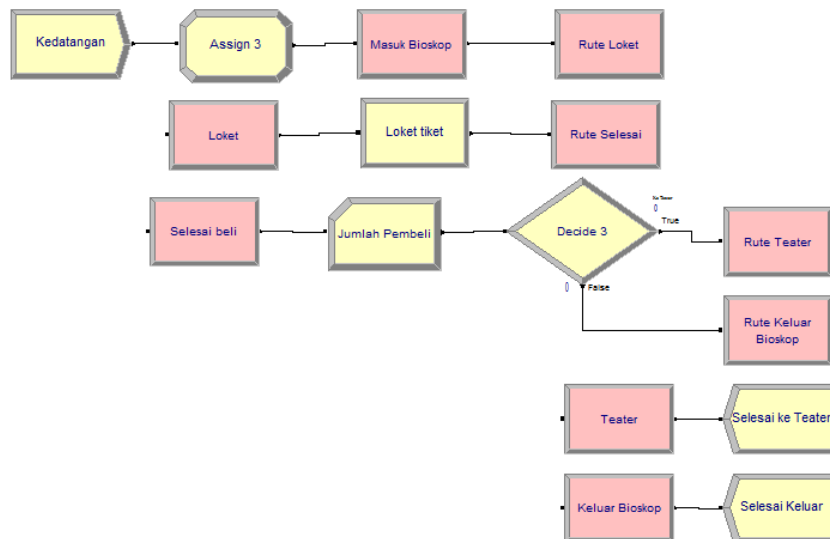 Kedatangan
Assign 3
Masuk Bioskop
Rute Loket
Loket
Loket tiket
Rute Selesai
Selesai beli
Jumlah Pembeli
Decide 3
0
True
0
False
Rute Teater
Rute Keluar
Bioskop
Teater
Selesai ke Teater
Keluar Bioskop
Selesai Keluar